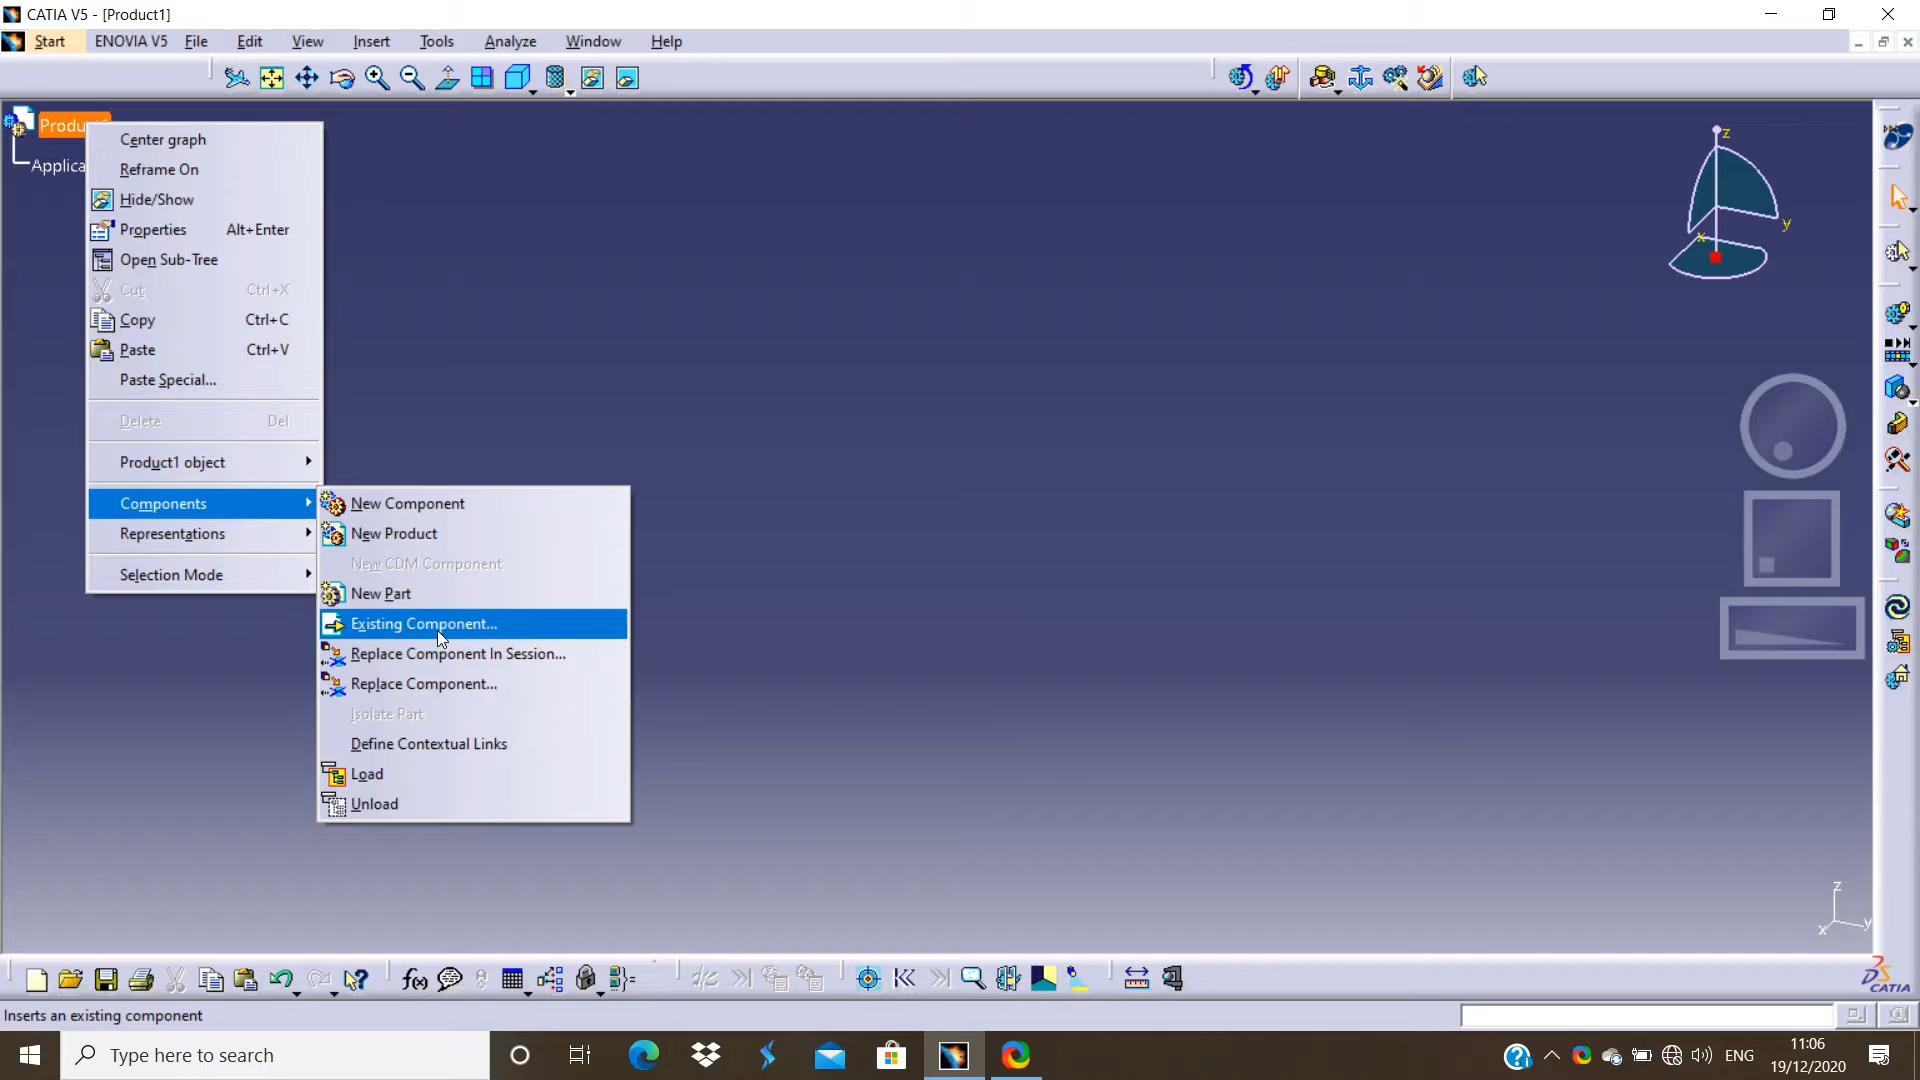 CATIA V5 - [Product1]
Start ENOVIA V5 File Edit View Insert Tools Analyze Window Help
Produ
Applica
Center graph
Reframe On
Hide/Show
Properties Alt+Enter
Open Sub-Tree
Cut Ctrl+X
Copy Ctrl+C
Paste Ctrl+V
Paste Special...
Delete Del
Product1 object
Components
Representations
Selection Mode
New Component
New Product
New CDM Component
New Part
Existing Component...
Replace Component In Session...
Replace Component...
Isolate Part
Define Contextual Links
Load
Unload
z
y
x
z
y
x
f(x)
DS CATIA
Inserts an existing component
Type here to search
ENG
11:06
19/12/2020